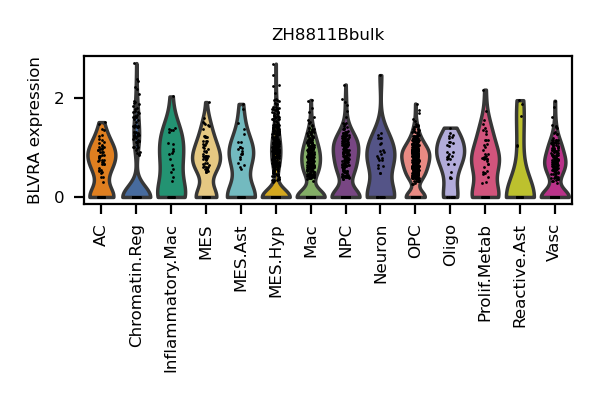 ZH8811Bbulk
BLVRA expression
2
0
AC
Chromatin.Reg
Inflammatory.Mac
MES
MES.Ast
MES.Hyp
Mac
NPC
Neuron
OPC
Oligo
Prolif.Metab
Reactive.Ast
Vasc